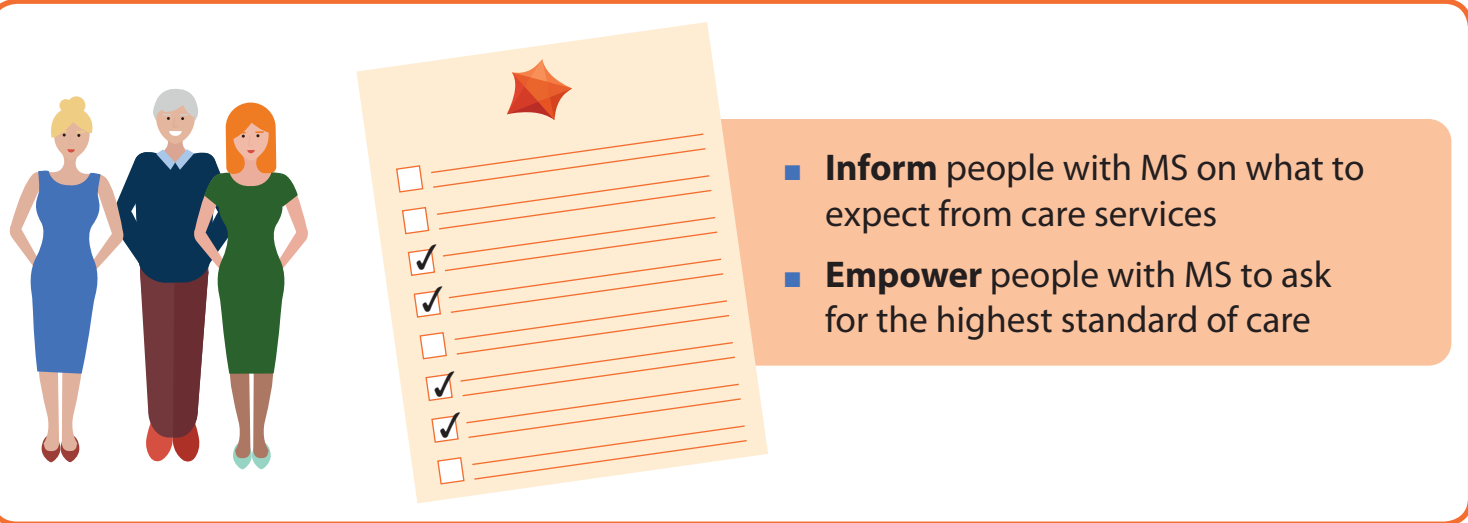 Inform people with MS on what to
expect from care services
Empower people with MS to ask
for the highest standard of care